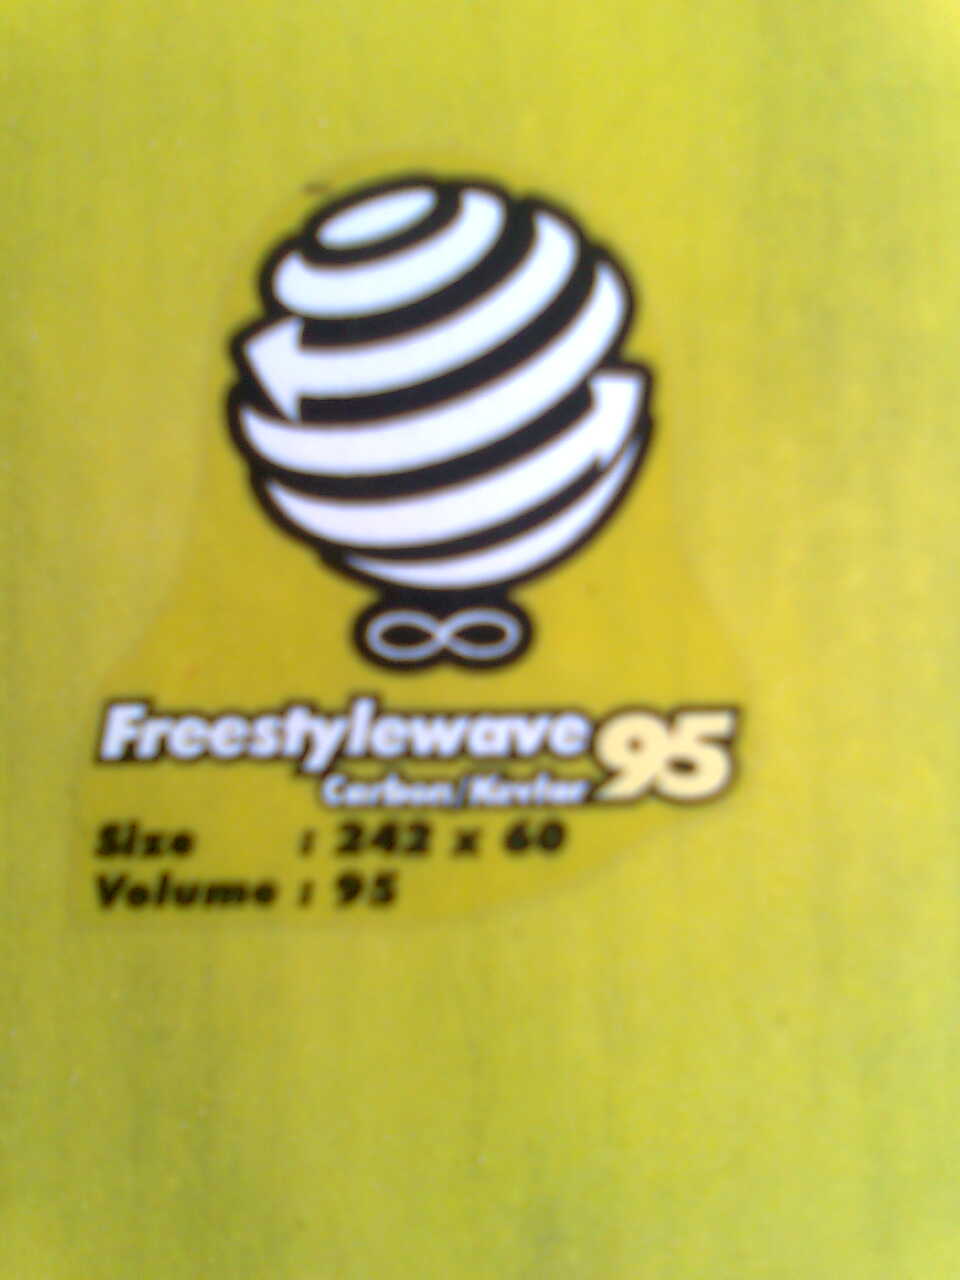 Freestylewave 95
Carbon/Kevlar
Size : 242 x 60
Volume : 95